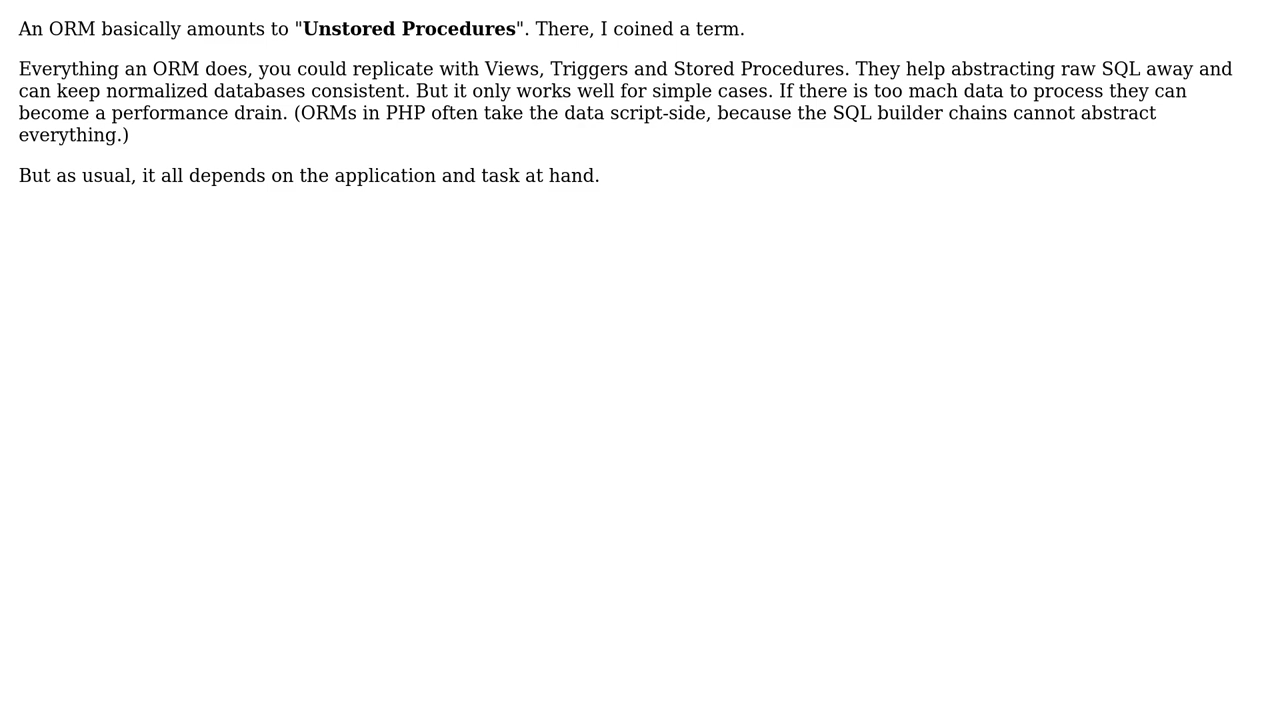 An ORM basically amounts to "Unstored Procedures". There, I coined a term.
Everything an ORM does, you could replicate with Views, Triggers and Stored Procedures. They help abstracting raw SQL away and
can keep normalized databases consistent. But it only works well for simple cases. If there is too mach data to process they can
become a performance drain. (ORMs in PHP often take the data script-side, because the SQL builder chains cannot abstract
everything.)
But as usual, it all depends on the application and task at hand.